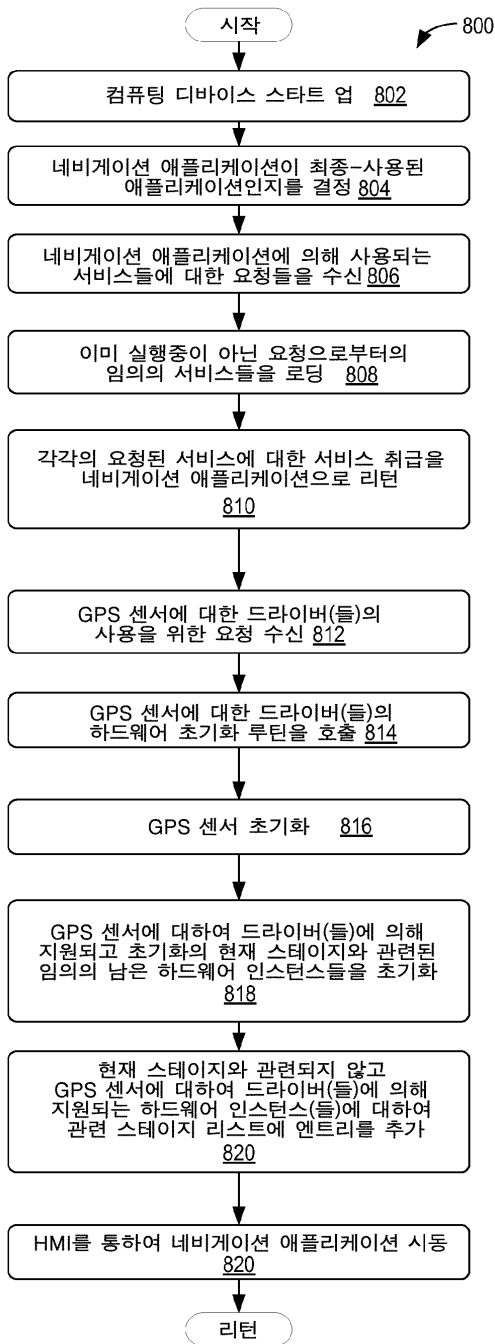 시작
800
컴퓨팅 디바이스 스타트 업 802
네비게이션 애플리케이션이 최종-사용된
애플리케이션인지를 결정 804
네비게이션 애플리케이션에 의해 사용되는
서비스들에 대한 요청들을 수신 806
이미 실행중이 아닌 요청으로부터의
임의의 서비스들을 로딩 808
각각의 요청된 서비스에 대한 서비스 취급을
네비게이션 애플리케이션으로 리턴
810
GPS 센서에 대한 드라이버(들)의
사용을 위한 요청 수신 812
GPS 센서에 대한 드라이버(들)의
하드웨어 초기화 루틴을 호출 814
GPS 센서 초기화 816
GPS 센서에 대하여 드라이버(들)에 의해
지원되고 초기화의 현재 스테이지와 관련된
임의의 남은 하드웨어 인스턴스들을 초기화
818
현재 스테이지와 관련되지 않고
GPS 센서에 대하여 드라이버(들)에 의해
지원되는 하드웨어 인스턴스(들)에 대하여
관련 스테이지 리스트에 엔트리를 추가
820
HMI를 통하여 네비게이션 애플리케이션 시동
820
리턴